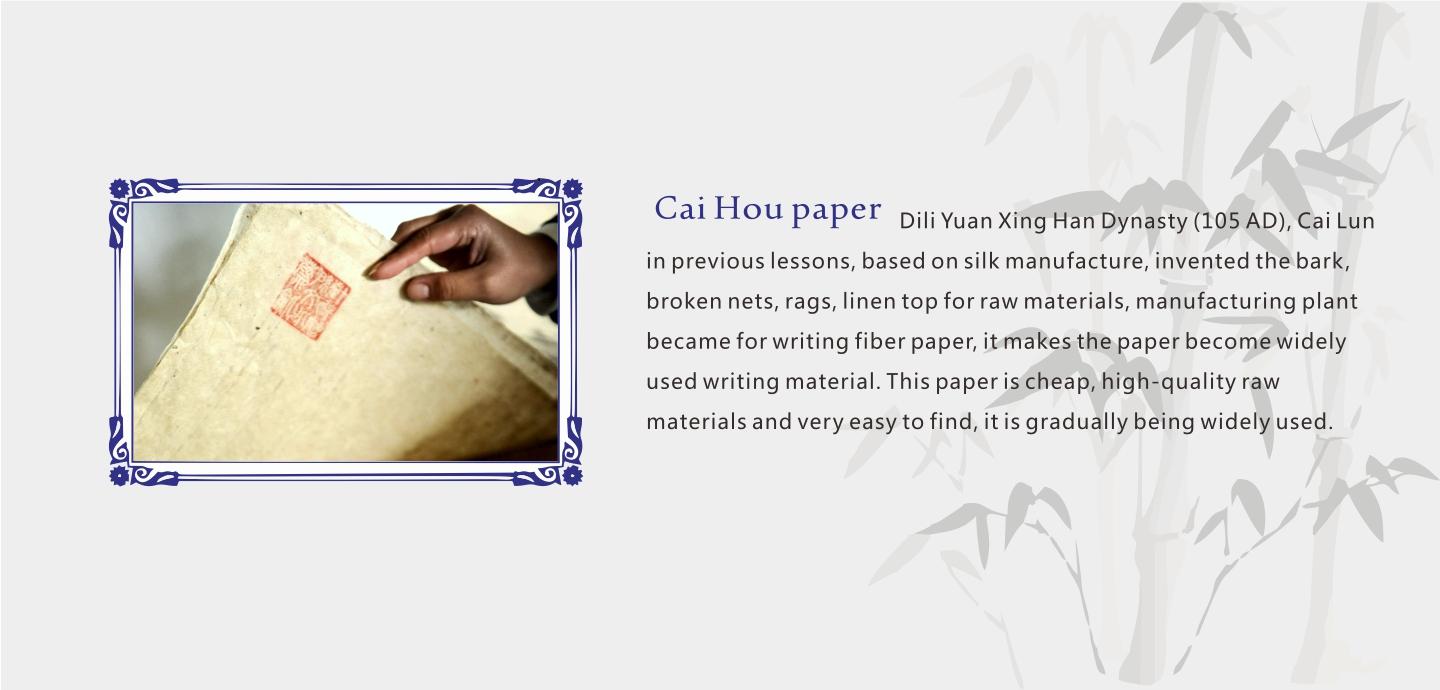 Cai Hou paper Dili Yuan Xing Han Dynasty (105 AD), Cai Lun
in previous lessons, based on silk manufacture, invented the bark,
broken nets, rags, linen top for raw materials, manufacturing plant
became for writing fiber paper, it makes the paper become widely
used writing material. This paper is cheap, high-quality raw
materials and very easy to find, it is gradually being widely used.